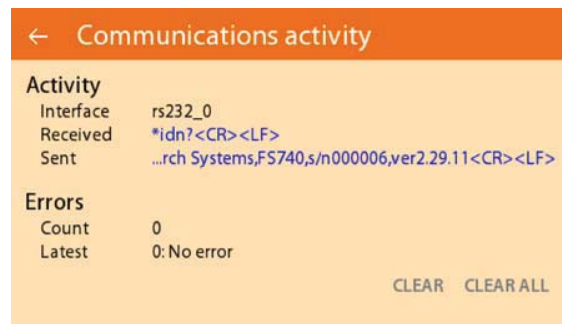 ← Communications activity
Activity
Interface rs232_0
Received *idn?<CR><LF>
Sent ...rch Systems,FS740,s/n000006,ver2.29.11<CR><LF>
Errors
Count 0
Latest 0: No error
CLEAR CLEAR ALL